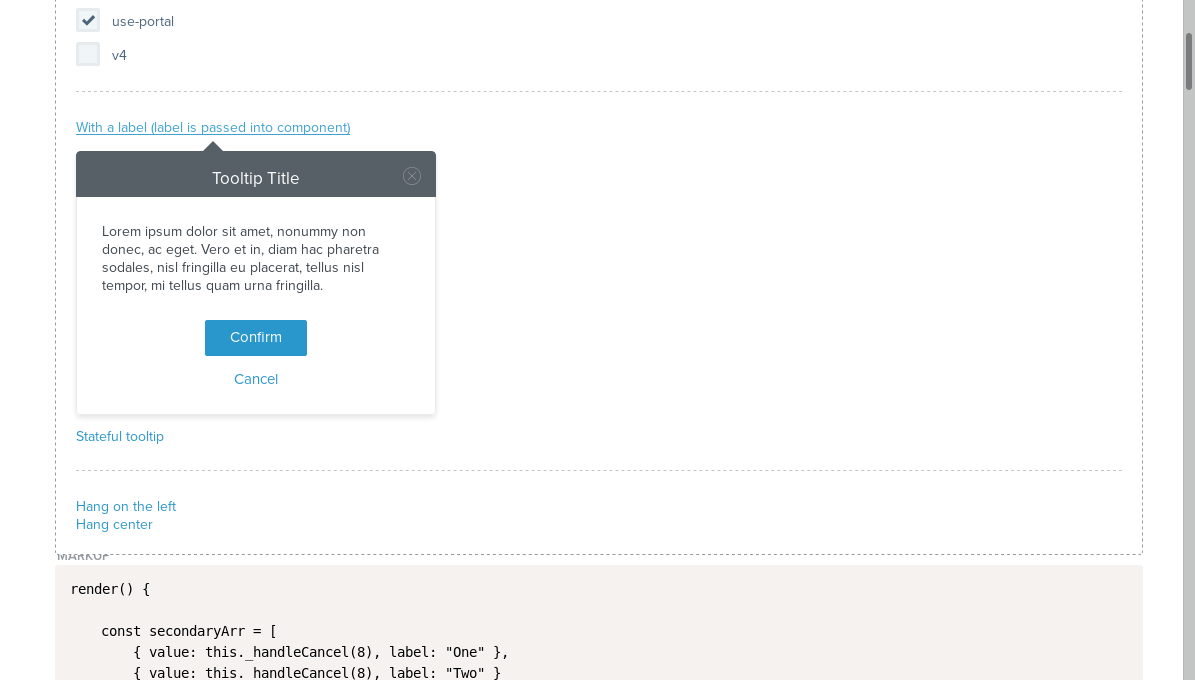 use-portal
v4
With a label (label is passed into component)
Tooltip Title
Lorem ipsum dolor sit amet, nonummy non
donec, ac eget. Vero et in, diam hac pharetra
sodales, nisl fringilla eu placerat, tellus nisl
tempor, mi tellus quam urna fringilla.
Confirm
Cancel
Stateful tooltip
Hang on the left
Hang center
MARKUP
render() {
const secondaryArr = [
{ value: this._handleCancel(8), label: "One" },
{ value: this._handleCancel(8), label: "Two" }